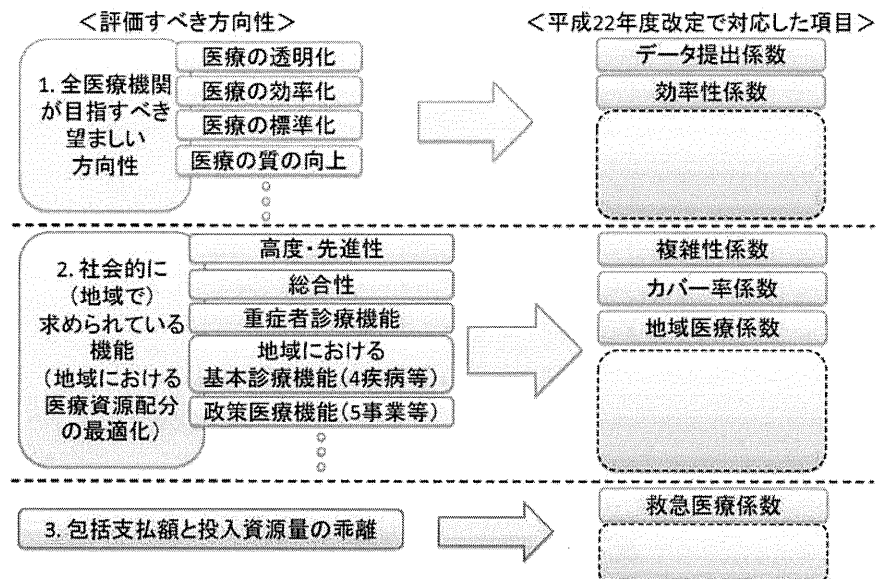 ＜評価すべき方向性＞
＜平成22年度改定で対応した項目＞
1. 全医療機関
が目指すべき
望ましい
方向性
医療の透明化
医療の効率化
医療の標準化
医療の質の向上
データ提出係数
効率性係数
2. 社会的に
（地域で）
求められている
機能
（地域における
医療資源配分
の最適化）
高度・先進性
総合性
重症者診療機能
地域における
基本診療機能（4疾病等）
政策医療機能（5事業等）
複雑性係数
カバー率係数
地域医療係数
3. 包括支払額と投入資源量の乖離
救急医療係数